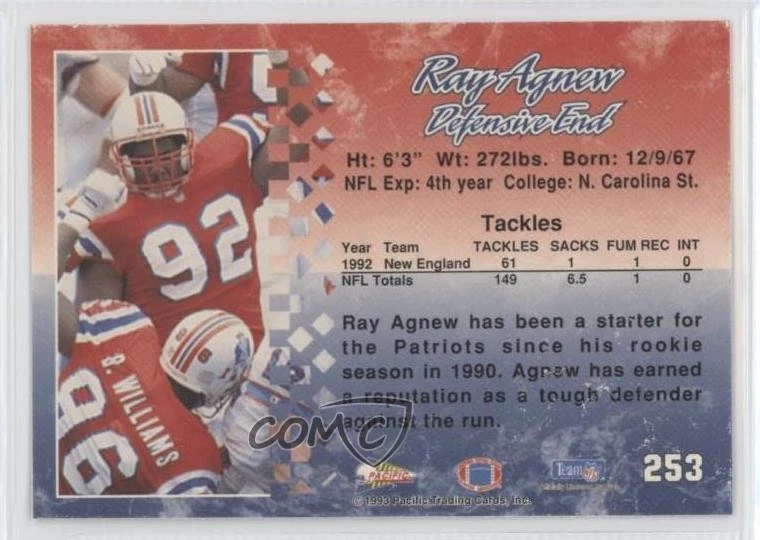 Ray Agnew
Defensive End
Ht: 6'3" Wt: 272lbs. Born: 12/9/67
NFL Exp: 4th year College: N. Carolina St.
Tackles
Year Team TACKLES SACKS FUM REC INT
1992 New England 61 1 1 0
NFL Totals 149 6.5 1 0
Ray Agnew has been a starter for
the Patriots since his rookie
season in 1990. Agnew has earned
a reputation as a tough defender
against the run.
92
B. WILLIAMS
96
COMC
PACIFIC
Team NFL
253
© 1993 Pacific Trading Cards, Inc.